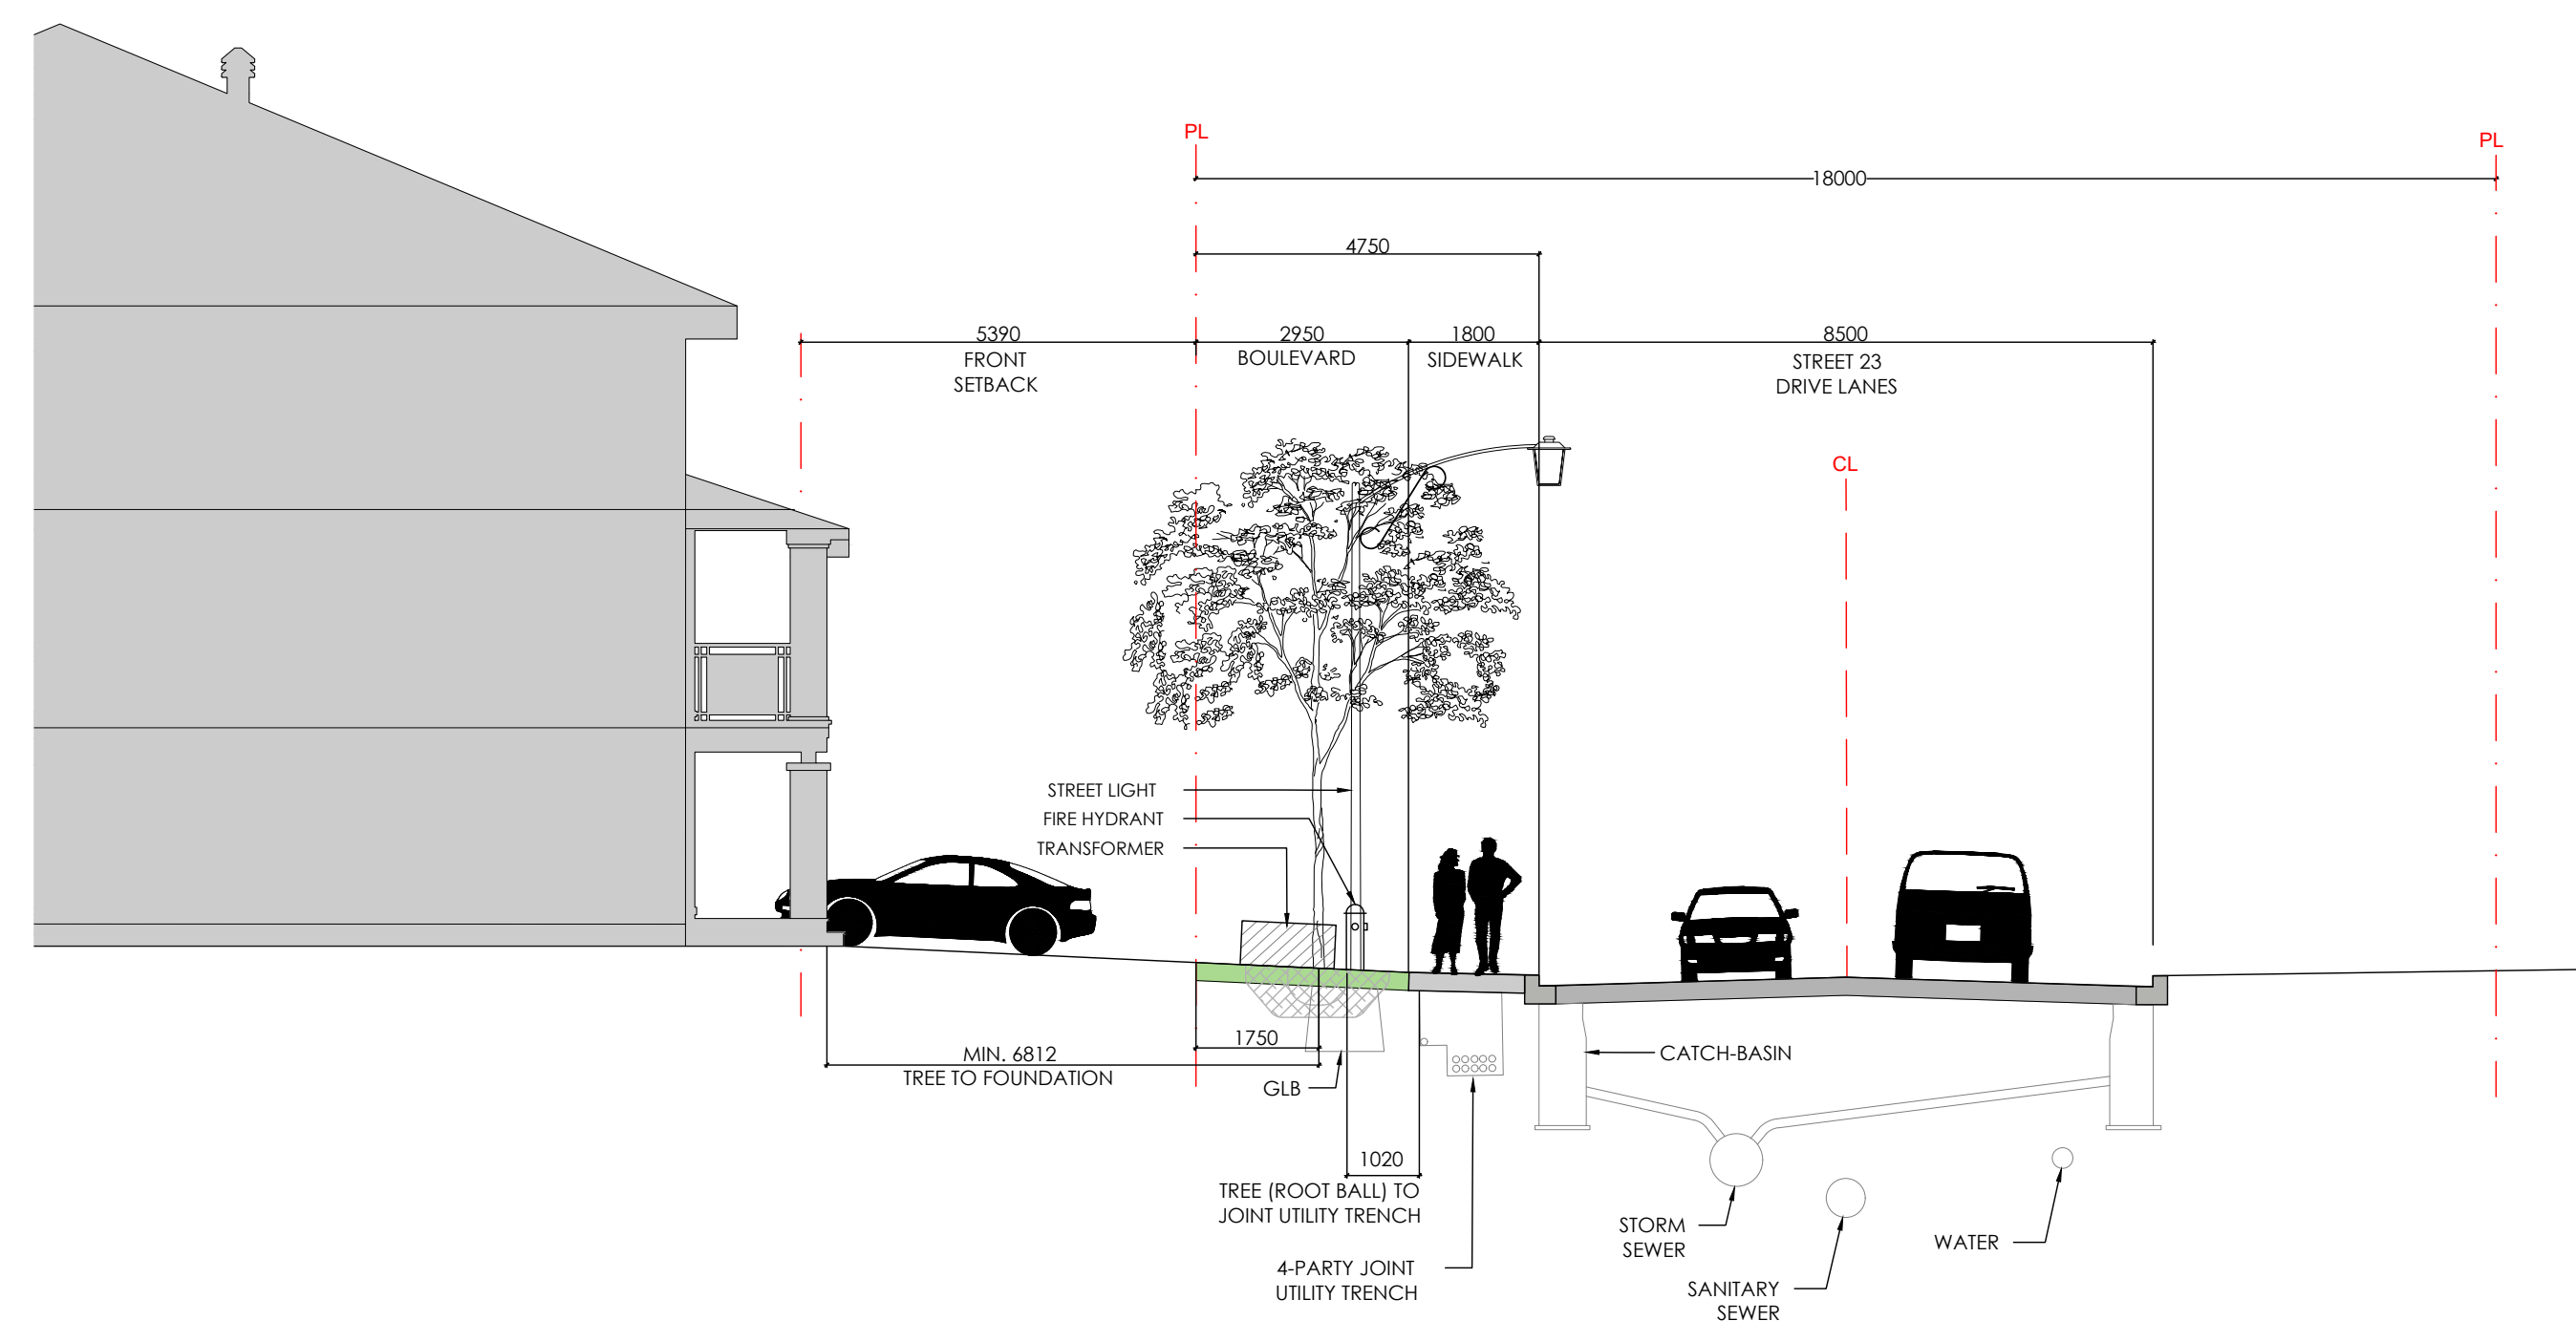 PL
PL
18000
4750
5390
FRONT
SETBACK
2950
BOULEVARD
1800
SIDEWALK
8500
STREET 23
DRIVE LANES
CL
STREET LIGHT
FIRE HYDRANT
TRANSFORMER
1750
MIN. 6812
TREE TO FOUNDATION
GLB
CATCH-BASIN
1020
TREE (ROOT BALL) TO
JOINT UTILITY TRENCH
4-PARTY JOINT
UTILITY TRENCH
STORM
SEWER
SANITARY
SEWER
WATER